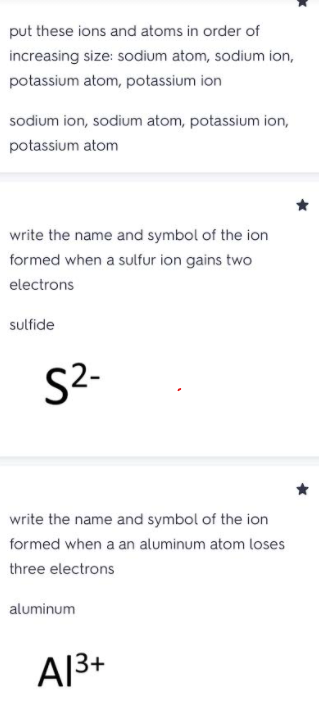 put these ions and atoms in order of
increasing size: sodium atom, sodium ion,
potassium atom, potassium ion
sodium ion, sodium atom, potassium ion,
potassium atom
write the name and symbol of the ion
formed when a sulfur ion gains two
electrons
sulfide
S²⁻
write the name and symbol of the ion
formed when a an aluminum atom loses
three electrons
aluminum
Al³⁺